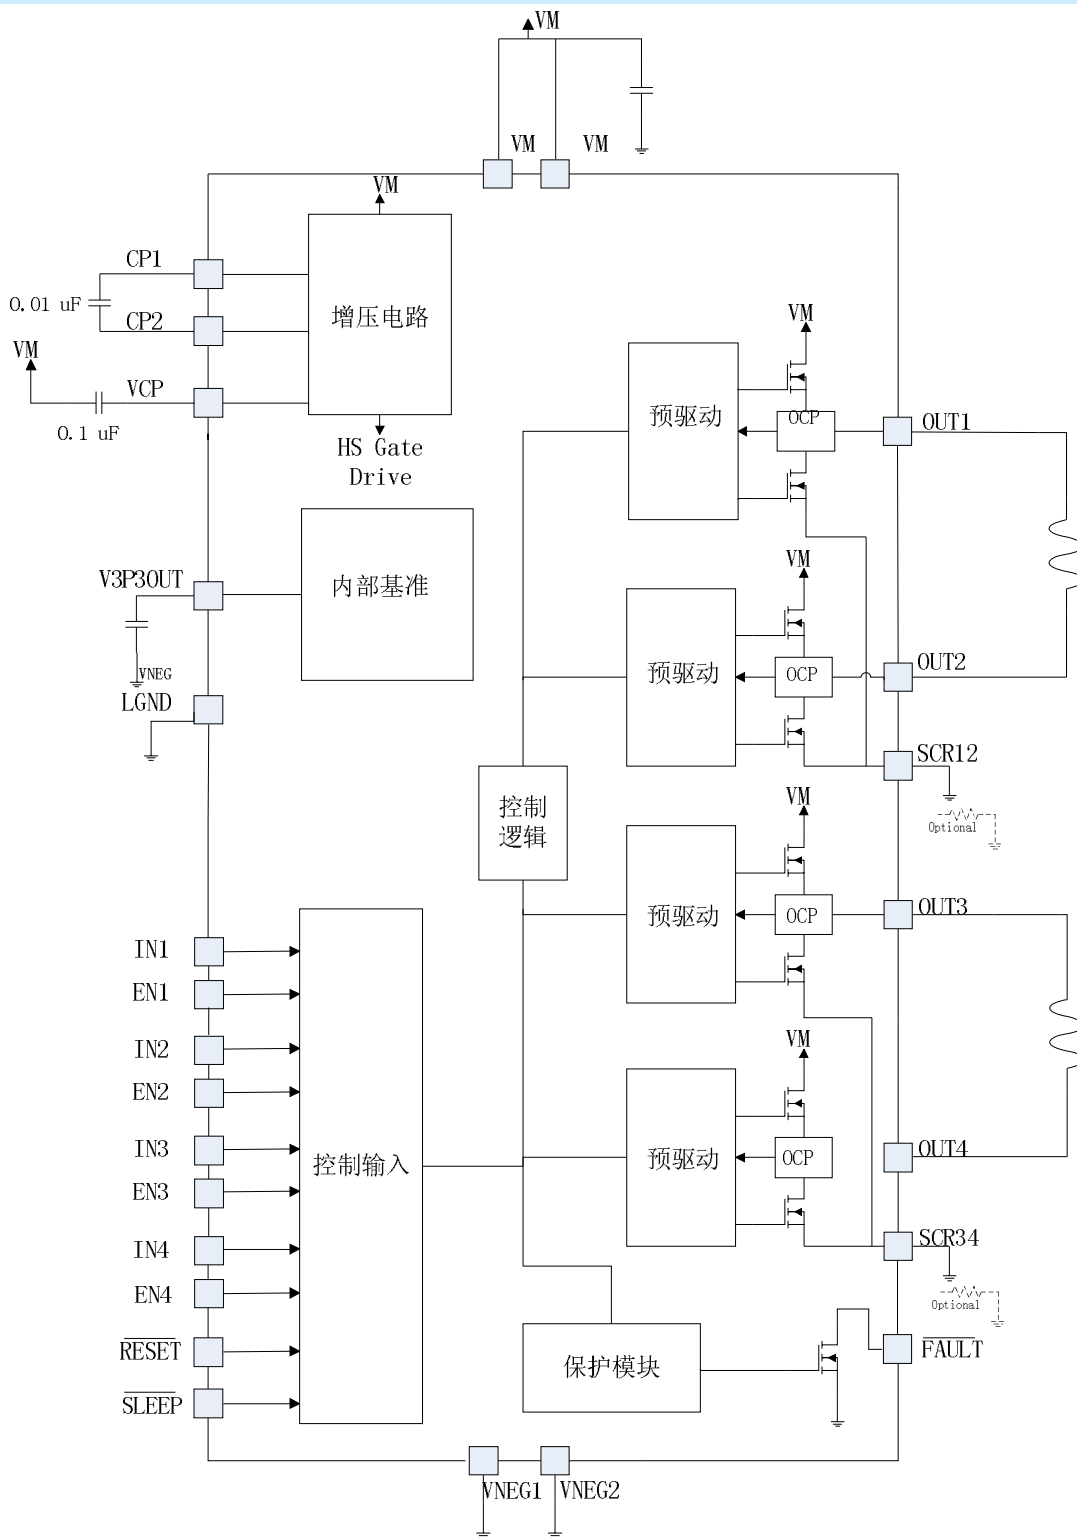 VM
VM
VM
VM
CP1
0.01 uF
CP2
VM
VCP
0.1 uF
增压电路
HS Gate
Drive
VM
预驱动
OCP
OUT1
V3P3OUT
内部基准
VNEG
LGND
VM
预驱动
OCP
OUT2
SCR12
Optional
控制
逻辑
VM
预驱动
OCP
OUT3
IN1
EN1
IN2
EN2
IN3
EN3
IN4
EN4
RESET
SLEEP
控制输入
VM
预驱动
OCP
OUT4
SCR34
Optional
保护模块
FAULT
VNEG1
VNEG2